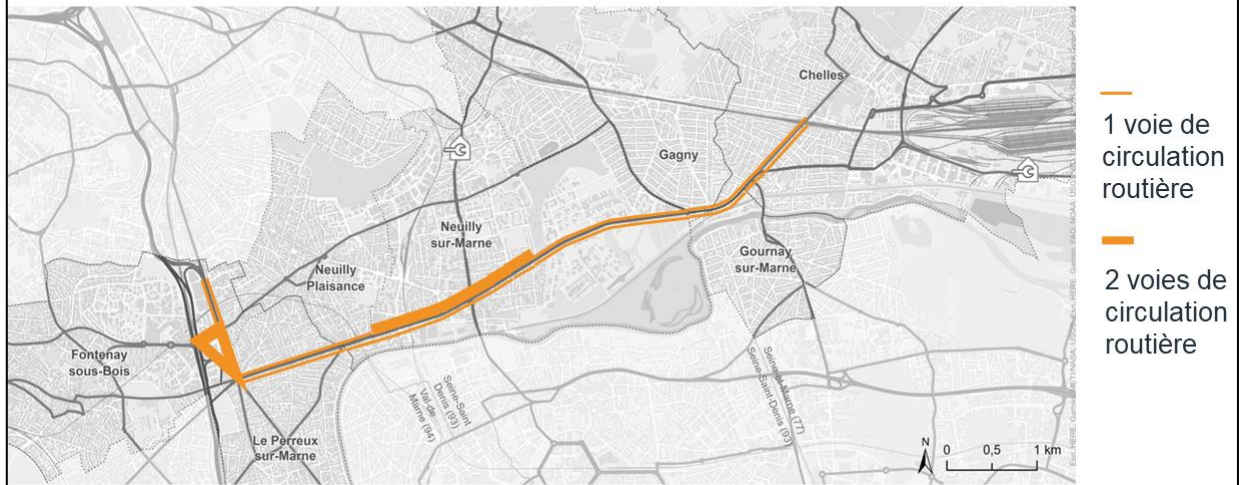 Chelles
1 voie de
circulation
routière
Gagny
Neuilly
sur-Marne
Gournay
sur-Marne
2 voies de
circulation
routière
Neuilly
Plaisance
Fontenay
sous-Bois
Le Perreux
sur-Marne
Seine-Saint
Denis (93)
Val-de
Marne (94)
Seine-et-Marne (77)
Seine-Saint-Denis (93)
N
0 0,5 1 km